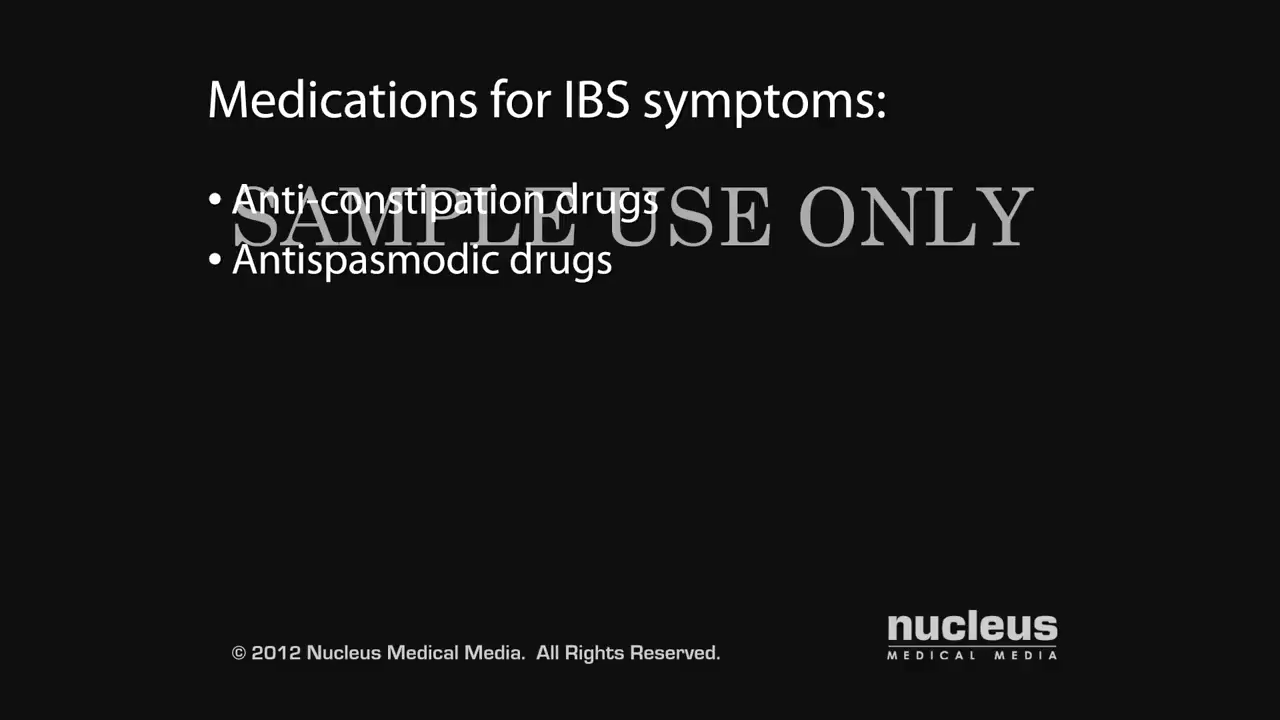 Medications for IBS symptoms:
• Anti-constipation drugs
SAMPLE USE ONLY
• Antispasmodic drugs
nucleus
MEDICAL MEDIA
© 2012 Nucleus Medical Media. All Rights Reserved.